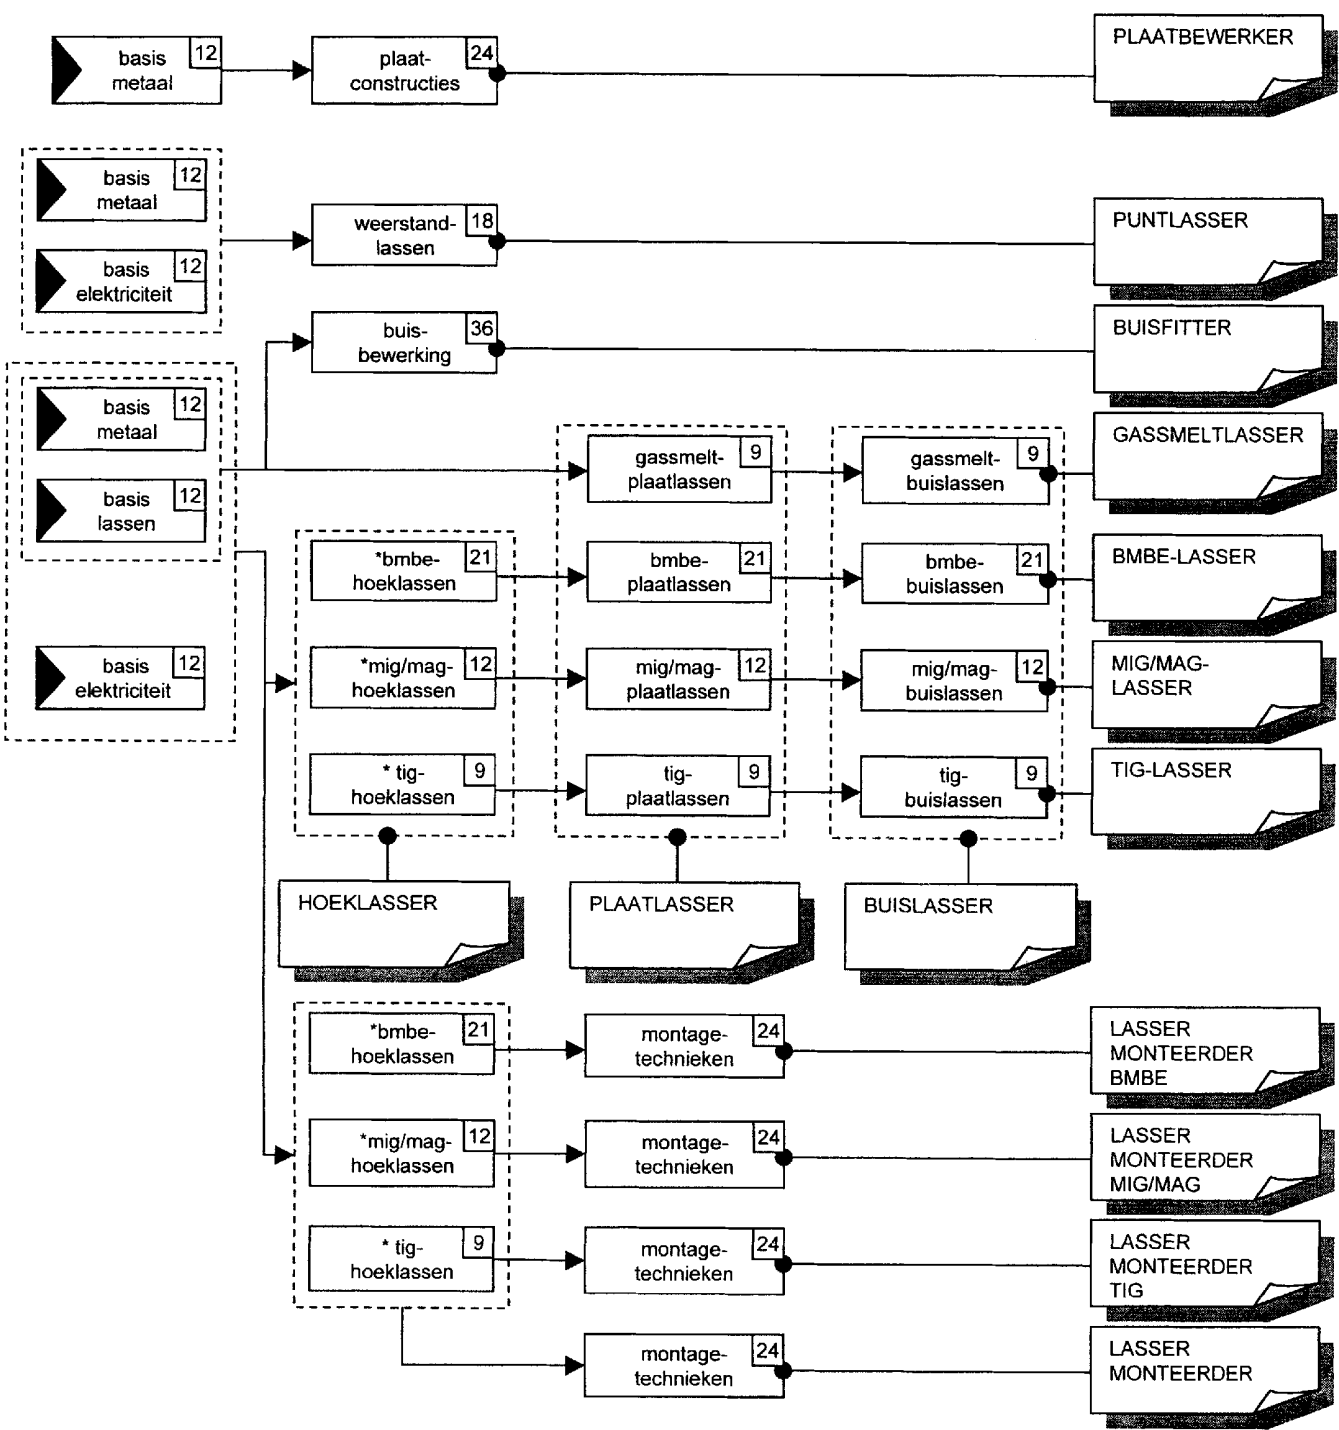 basis
metaal
12
plaat-
constructies
24
PLAATBEWERKER
basis
metaal
12
basis
elektriciteit
12
weerstand-
lassen
18
PUNTLASSER
buis-
bewerking
36
BUISFITTER
basis
metaal
12
basis
lassen
12
basis
elektriciteit
12
gassmelt-
plaatlassen
9
gassmelt-
buislassen
9
GASSMELTLASSER
*bmbe-
hoeklassen
21
bmbe-
plaatlassen
21
bmbe-
buislassen
21
BMBE-LASSER
*mig/mag-
hoeklassen
12
mig/mag-
plaatlassen
12
mig/mag-
buislassen
12
MIG/MAG-
LASSER
* tig-
hoeklassen
9
tig-
plaatlassen
9
tig-
buislassen
9
TIG-LASSER
HOEKLASSER
PLAATLASSER
BUISLASSER
*bmbe-
hoeklassen
21
montage-
technieken
24
LASSER
MONTEERDER
BMBE
*mig/mag-
hoeklassen
12
montage-
technieken
24
LASSER
MONTEERDER
MIG/MAG
* tig-
hoeklassen
9
montage-
technieken
24
LASSER
MONTEERDER
TIG
montage-
technieken
24
LASSER
MONTEERDER